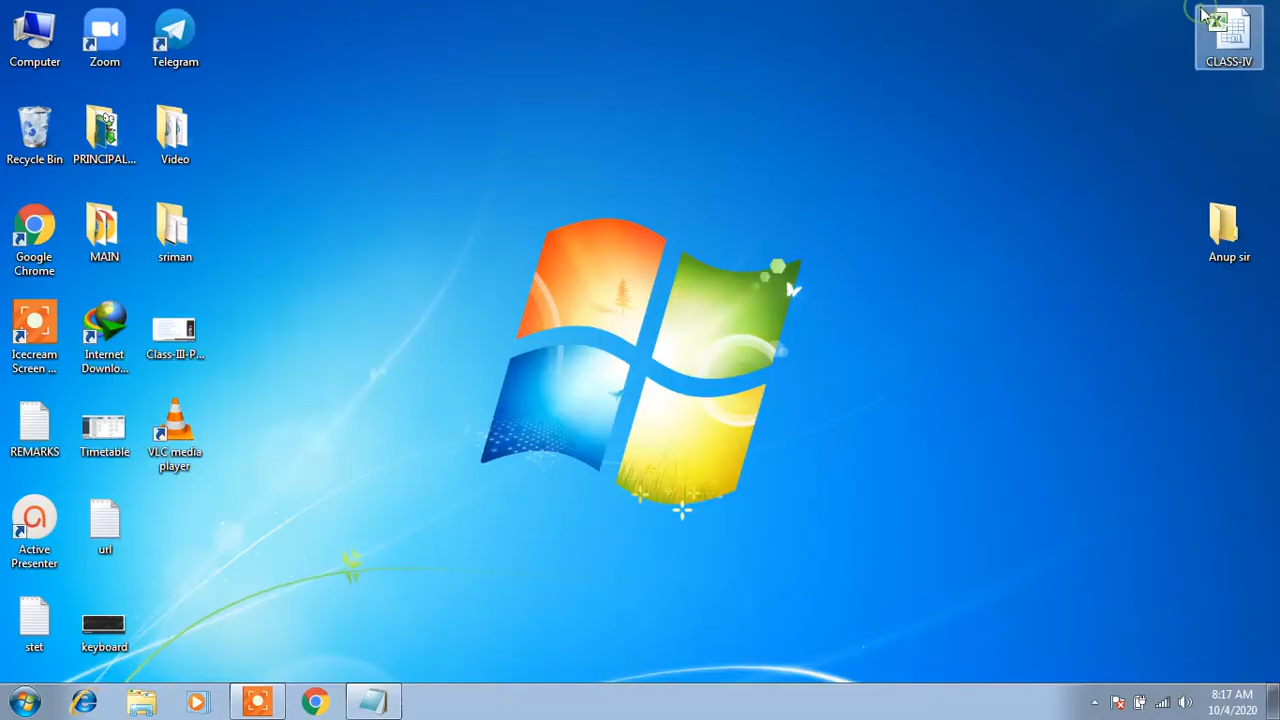 Computer
Zoom
Telegram
CLASS-IV
Recycle Bin
PRINCIPAL...
Video
Google
Chrome
MAIN
sriman
Anup sir
Icecream
Screen ...
Internet
Downlo...
Class-III-P...
REMARKS
Timetable
VLC media
player
Active
Presenter
url
stet
keyboard
8:17 AM
10/4/2020